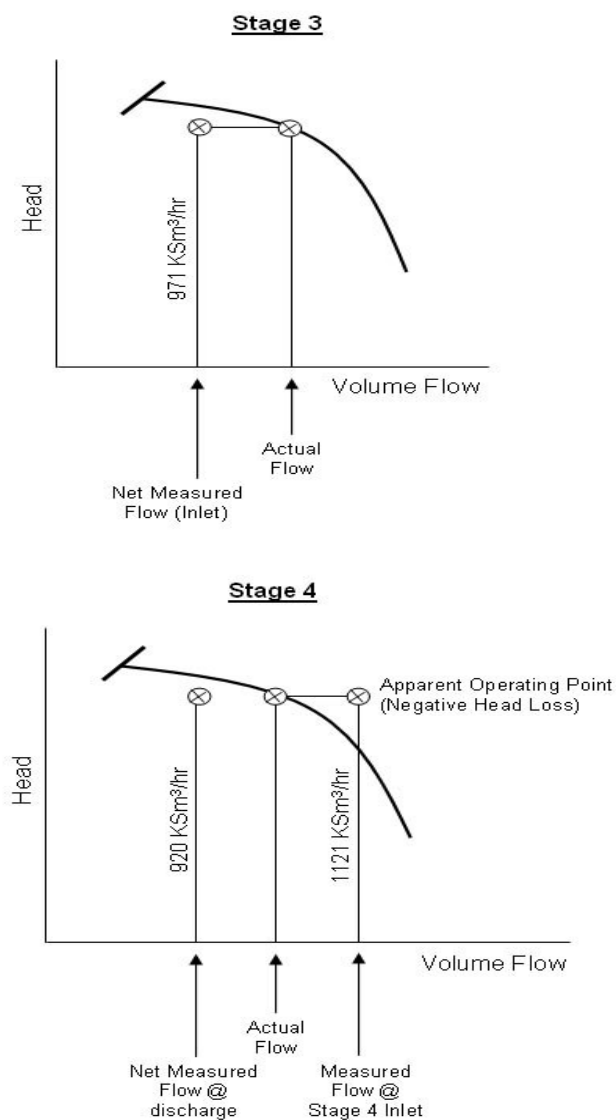 Stage 3
Head
971 KSm³/hr
Volume Flow
Actual
Flow
Net Measured
Flow (Inlet)
Stage 4
Head
920 KSm³/hr
1121 KSm³/hr
Apparent Operating Point
(Negative Head Loss)
Volume Flow
Actual
Flow
Net Measured
Flow @
discharge
Measured
Flow @
Stage 4 Inlet